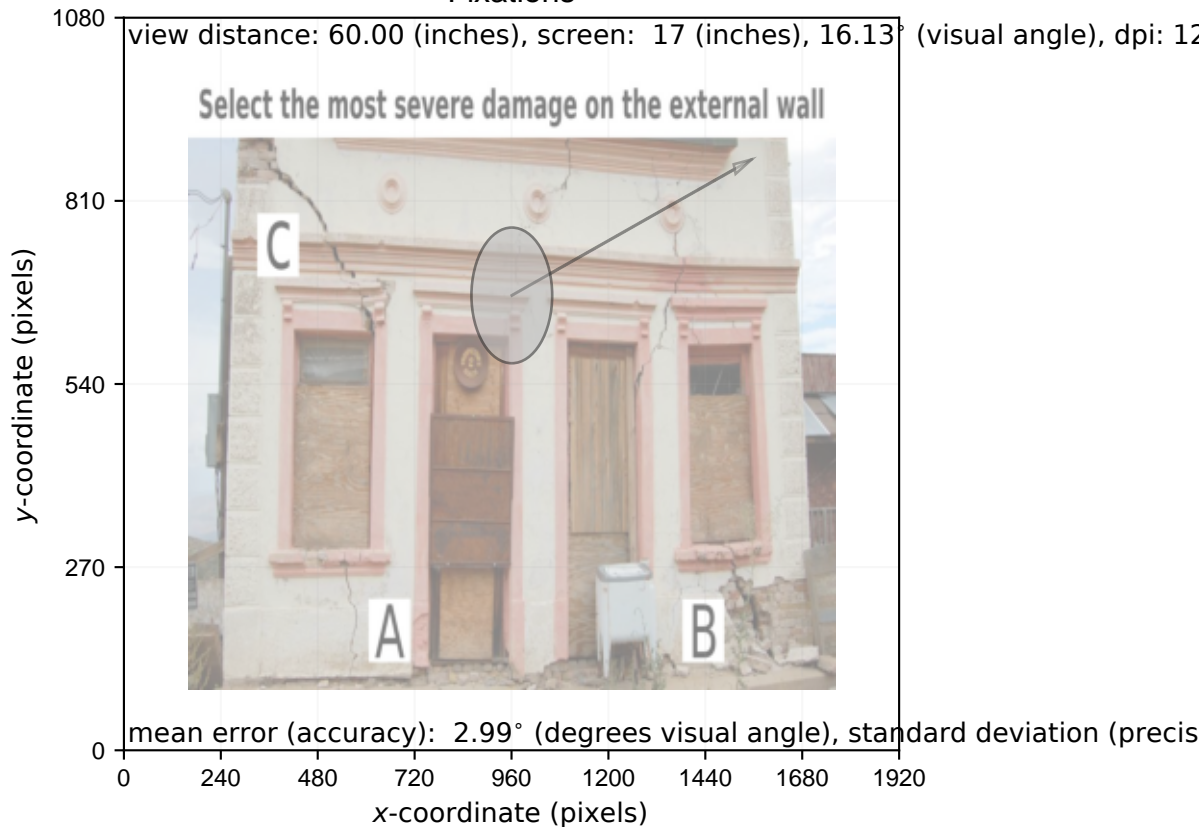 1080
view distance: 60.00 (inches), screen:  17 (inches), 16.13° (visual angle), dpi: 12
Select the most severe damage on the external wall
810
C
540
270
A
B
mean error (accuracy):  2.99° (degrees visual angle), standard deviation (precis
0
0 240 480 720 960 1200 1440 1680 1920
x-coordinate (pixels)
y-coordinate (pixels)